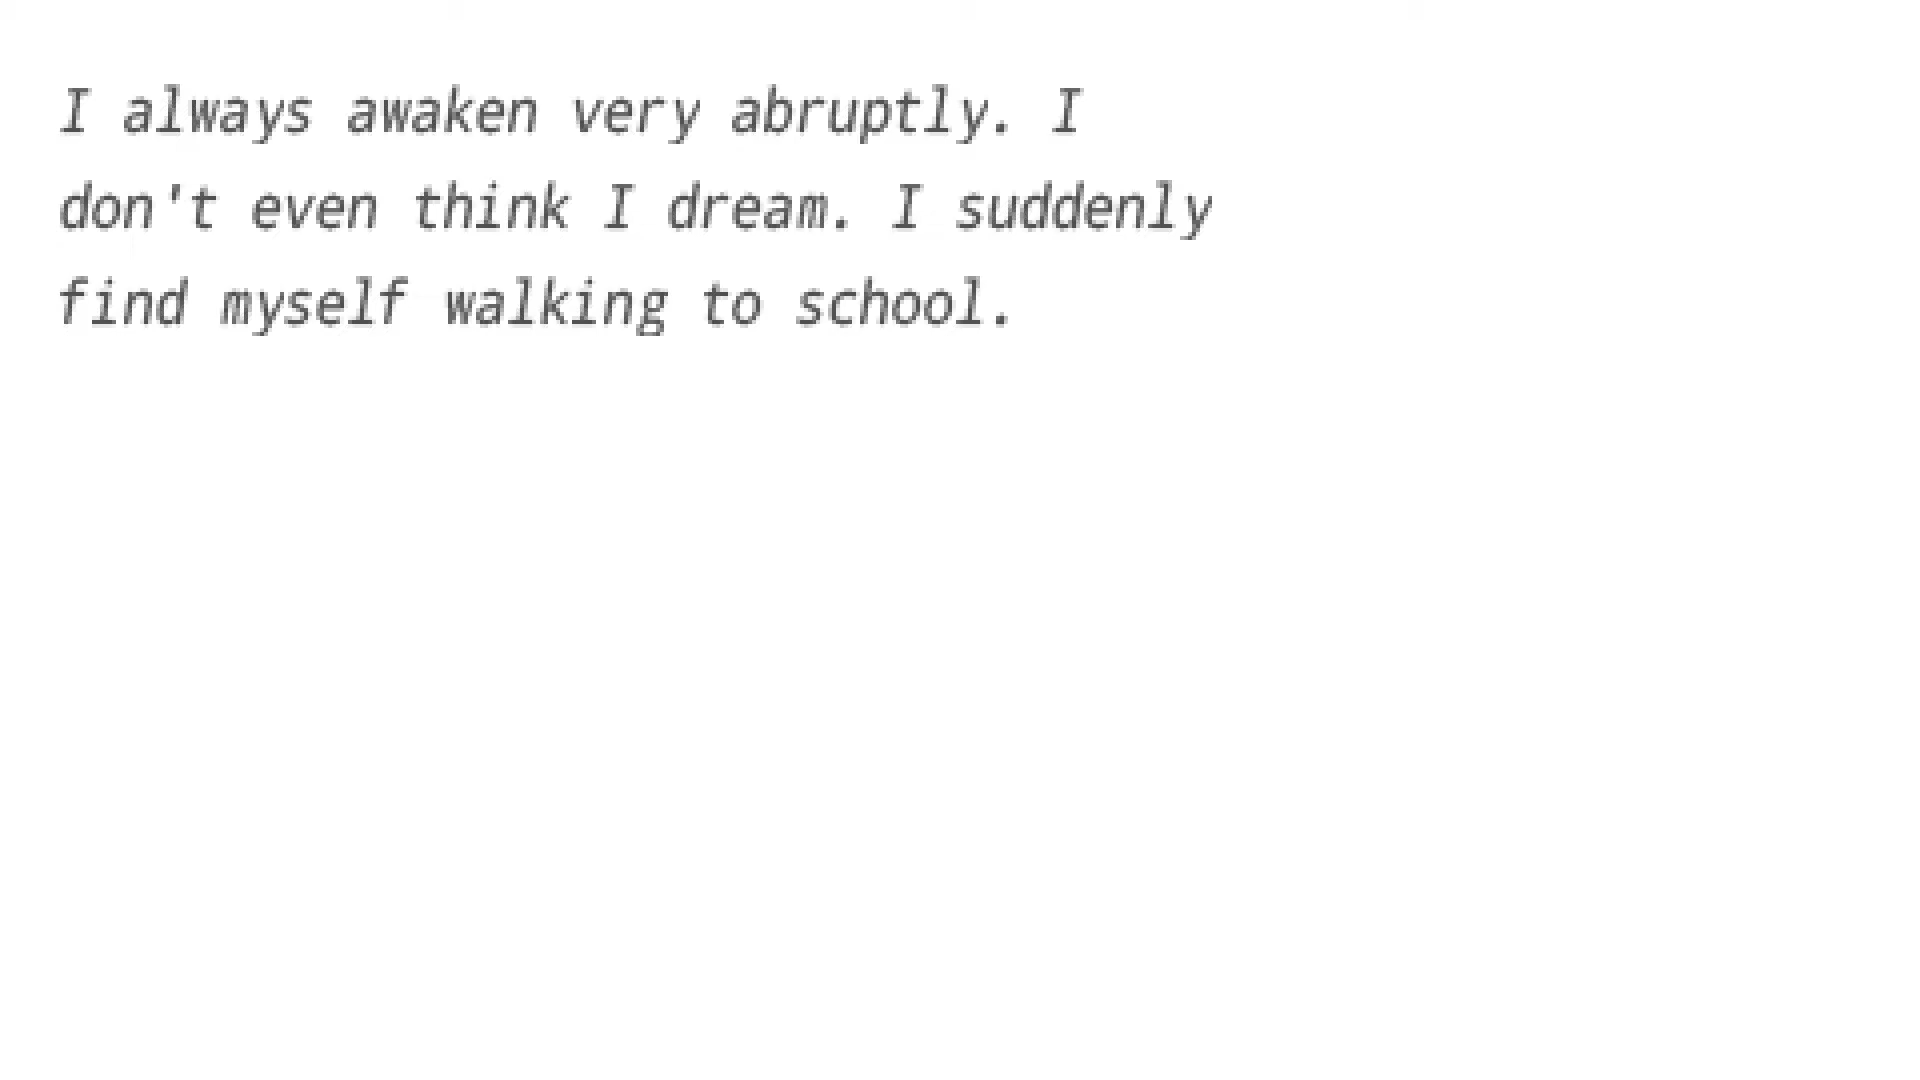 I always awaken very abruptly. I
don't even think I dream. I suddenly
find myself walking to school.